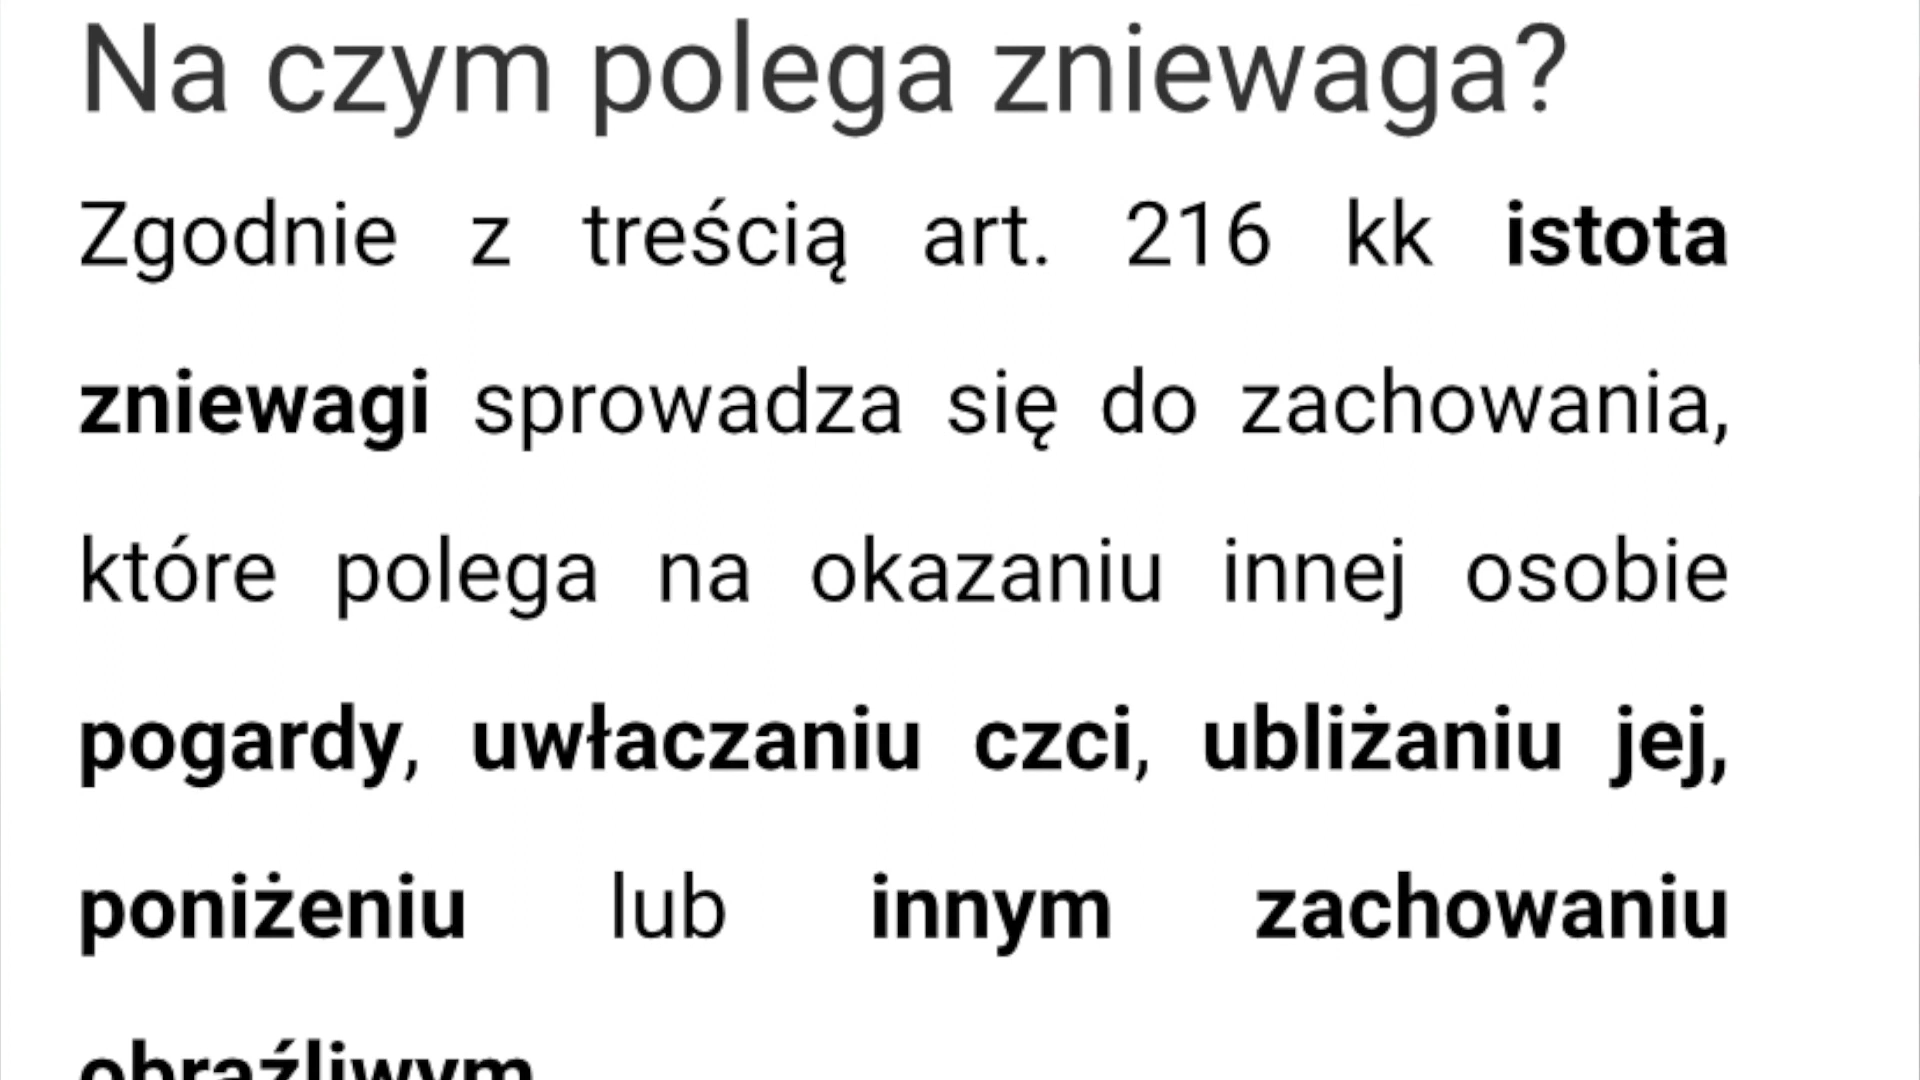 Na czym polega zniewaga?
Zgodnie z treścią art. 216 kk istota
zniewagi sprowadza się do zachowania,
które polega na okazaniu innej osobie
pogardy, uwłaczaniu czci, ubliżaniu jej,
poniżeniu lub innym zachowaniu
obraźliwym